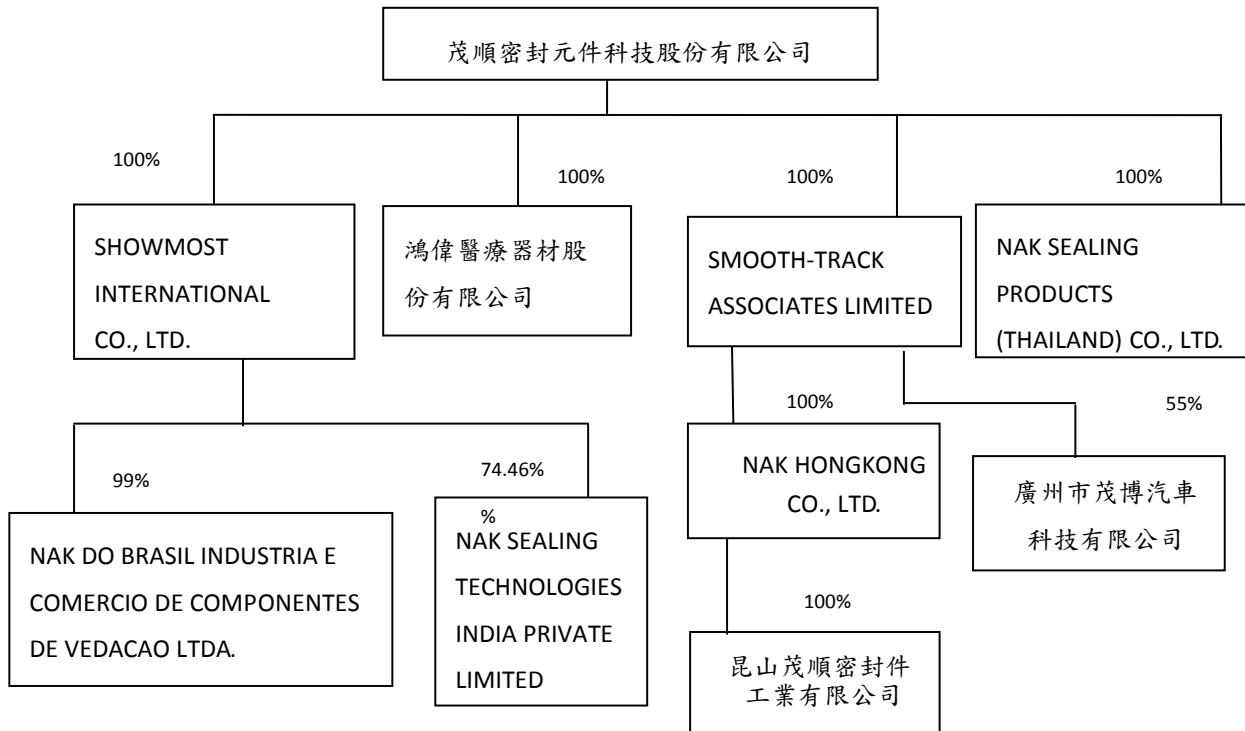 茂順密封元件科技股份有限公司
100%
100%
100%
100%
SHOWMOST
INTERNATIONAL
CO., LTD.
鴻偉醫療器材股
份有限公司
SMOOTH-TRACK
ASSOCIATES LIMITED
NAK SEALING
PRODUCTS
(THAILAND) CO., LTD.
99%
74.46%
%
100%
55%
NAK DO BRASIL INDUSTRIA E
COMERCIO DE COMPONENTES
DE VEDACAO LTDA.
NAK SEALING
TECHNOLOGIES
INDIA PRIVATE
LIMITED
NAK HONGKONG
CO., LTD.
廣州市茂博汽車
科技有限公司
100%
昆山茂順密封件
工業有限公司